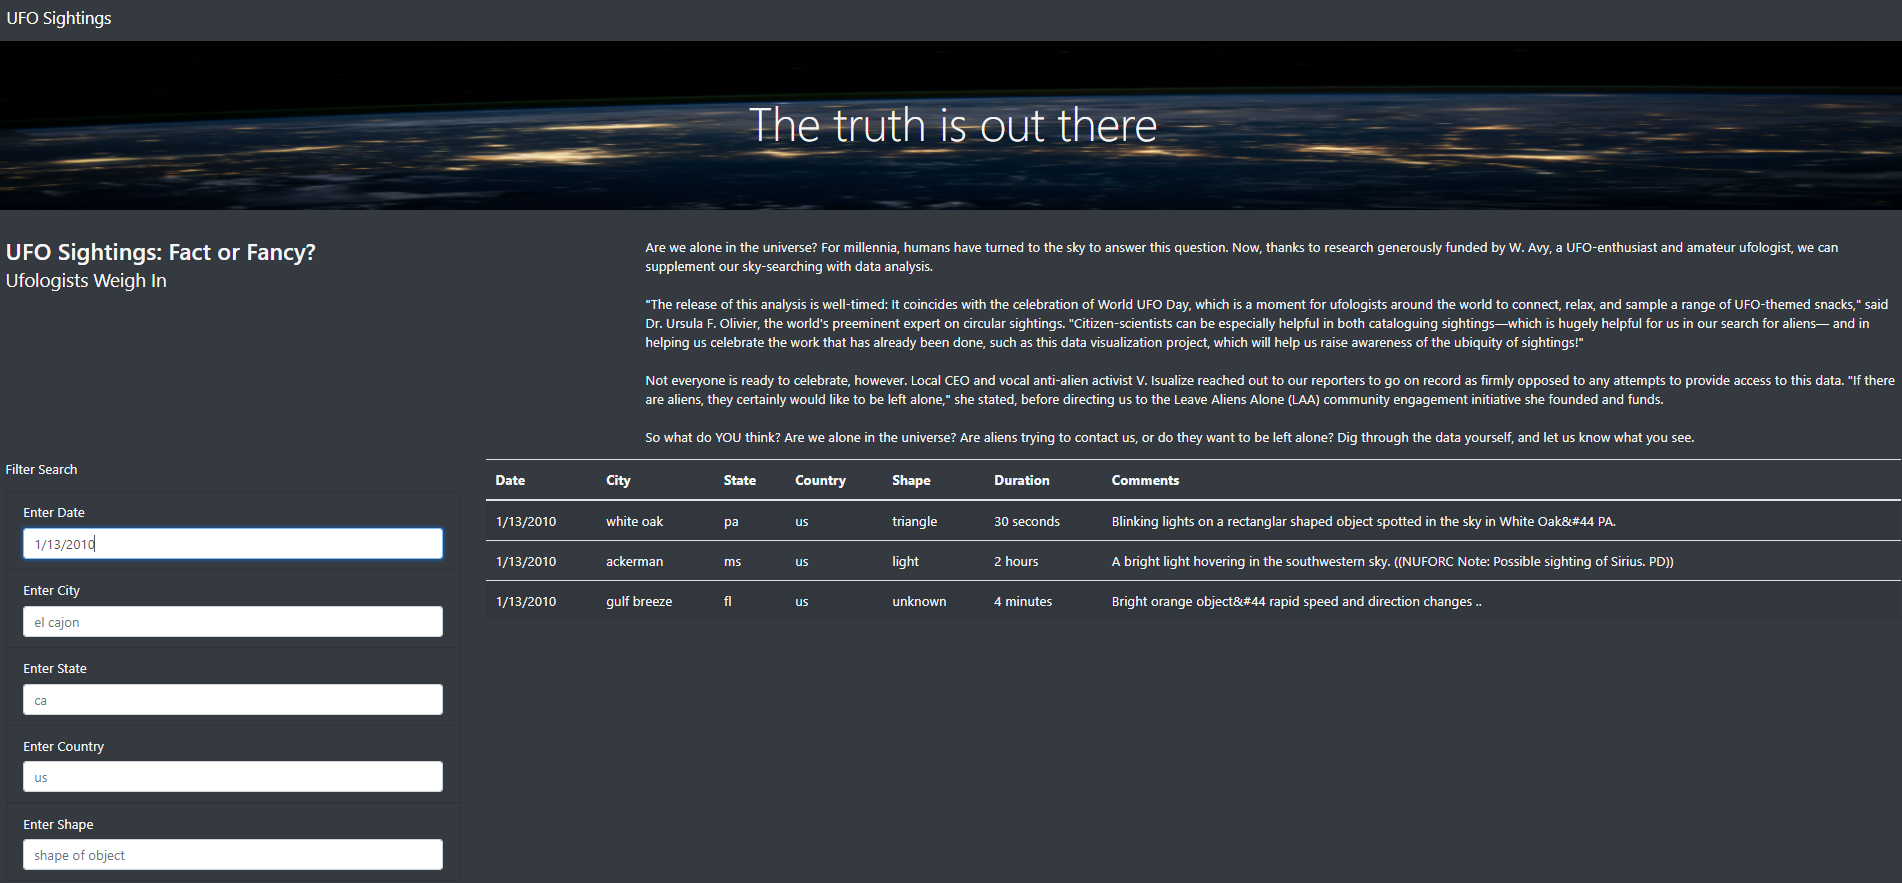 UFO Sightings
The truth is out there
UFO Sightings: Fact or Fancy?
Ufologists Weigh In
Are we alone in the universe? For millennia, humans have turned to the sky to answer this question. Now, thanks to research generously funded by W. Avy, a UFO-enthusiast and amateur ufologist, we can
supplement our sky-searching with data analysis.
"The release of this analysis is well-timed: It coincides with the celebration of World UFO Day, which is a moment for ufologists around the world to connect, relax, and sample a range of UFO-themed snacks," said
Dr. Ursula F. Olivier, the world's preeminent expert on circular sightings. "Citizen-scientists can be especially helpful in both cataloguing sightings—which is hugely helpful for us in our search for aliens— and in
helping us celebrate the work that has already been done, such as this data visualization project, which will help us raise awareness of the ubiquity of sightings!"
Not everyone is ready to celebrate, however. Local CEO and vocal anti-alien activist V. Isualize reached out to our reporters to go on record as firmly opposed to any attempts to provide access to this data. "If there
are aliens, they certainly would like to be left alone," she stated, before directing us to the Leave Aliens Alone (LAA) community engagement initiative she founded and funds.
So what do YOU think? Are we alone in the universe? Are aliens trying to contact us, or do they want to be left alone? Dig through the data yourself, and let us know what you see.
Filter Search
Enter Date
1/13/2010
Enter City
el cajon
Enter State
ca
Enter Country
us
Enter Shape
shape of object
Date City State Country Shape Duration Comments
1/13/2010 white oak pa us triangle 30 seconds Blinking lights on a rectanglar shaped object spotted in the sky in White Oak&#44 PA.
1/13/2010 ackerman ms us light 2 hours A bright light hovering in the southwestern sky. ((NUFORC Note: Possible sighting of Sirius. PD))
1/13/2010 gulf breeze fl us unknown 4 minutes Bright orange object&#44 rapid speed and direction changes ..